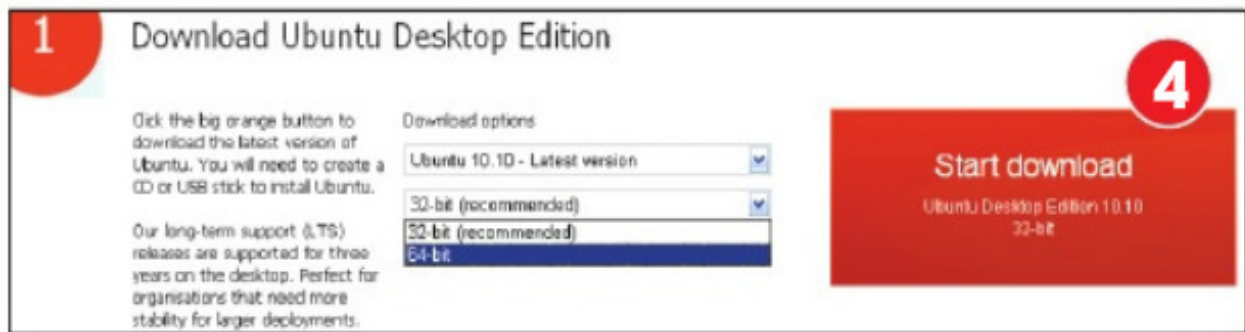 1
Download Ubuntu Desktop Edition
4
Click the big orange button to
download the latest version of
Ubuntu. You will need to create a
CD or USB stick to install Ubuntu.
Our long-term support (LTS)
releases are supported for three
years on the desktop. Perfect for
organisations that need more
stability for larger deployments.
Download options
Ubuntu 10.10 - Latest version
32-bit (recommended)
32-bit (recommended)
64-bit
Start download
Ubuntu Desktop Edition 10.10
32-bit